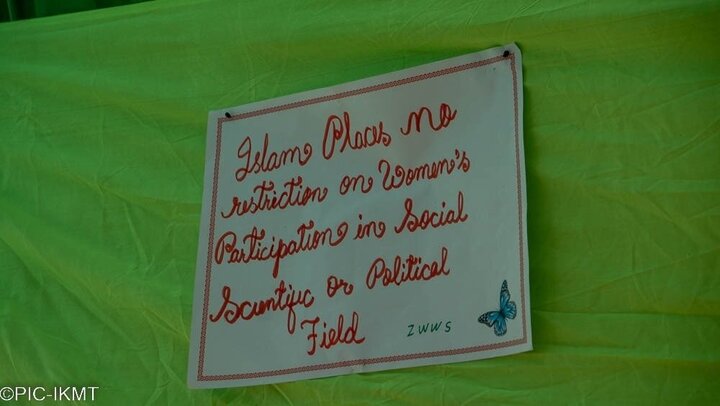 Islam Places no
restriction on Women's
Participation in Social
Scientific or Political
Field
ZWWS
©PIC-IKMT